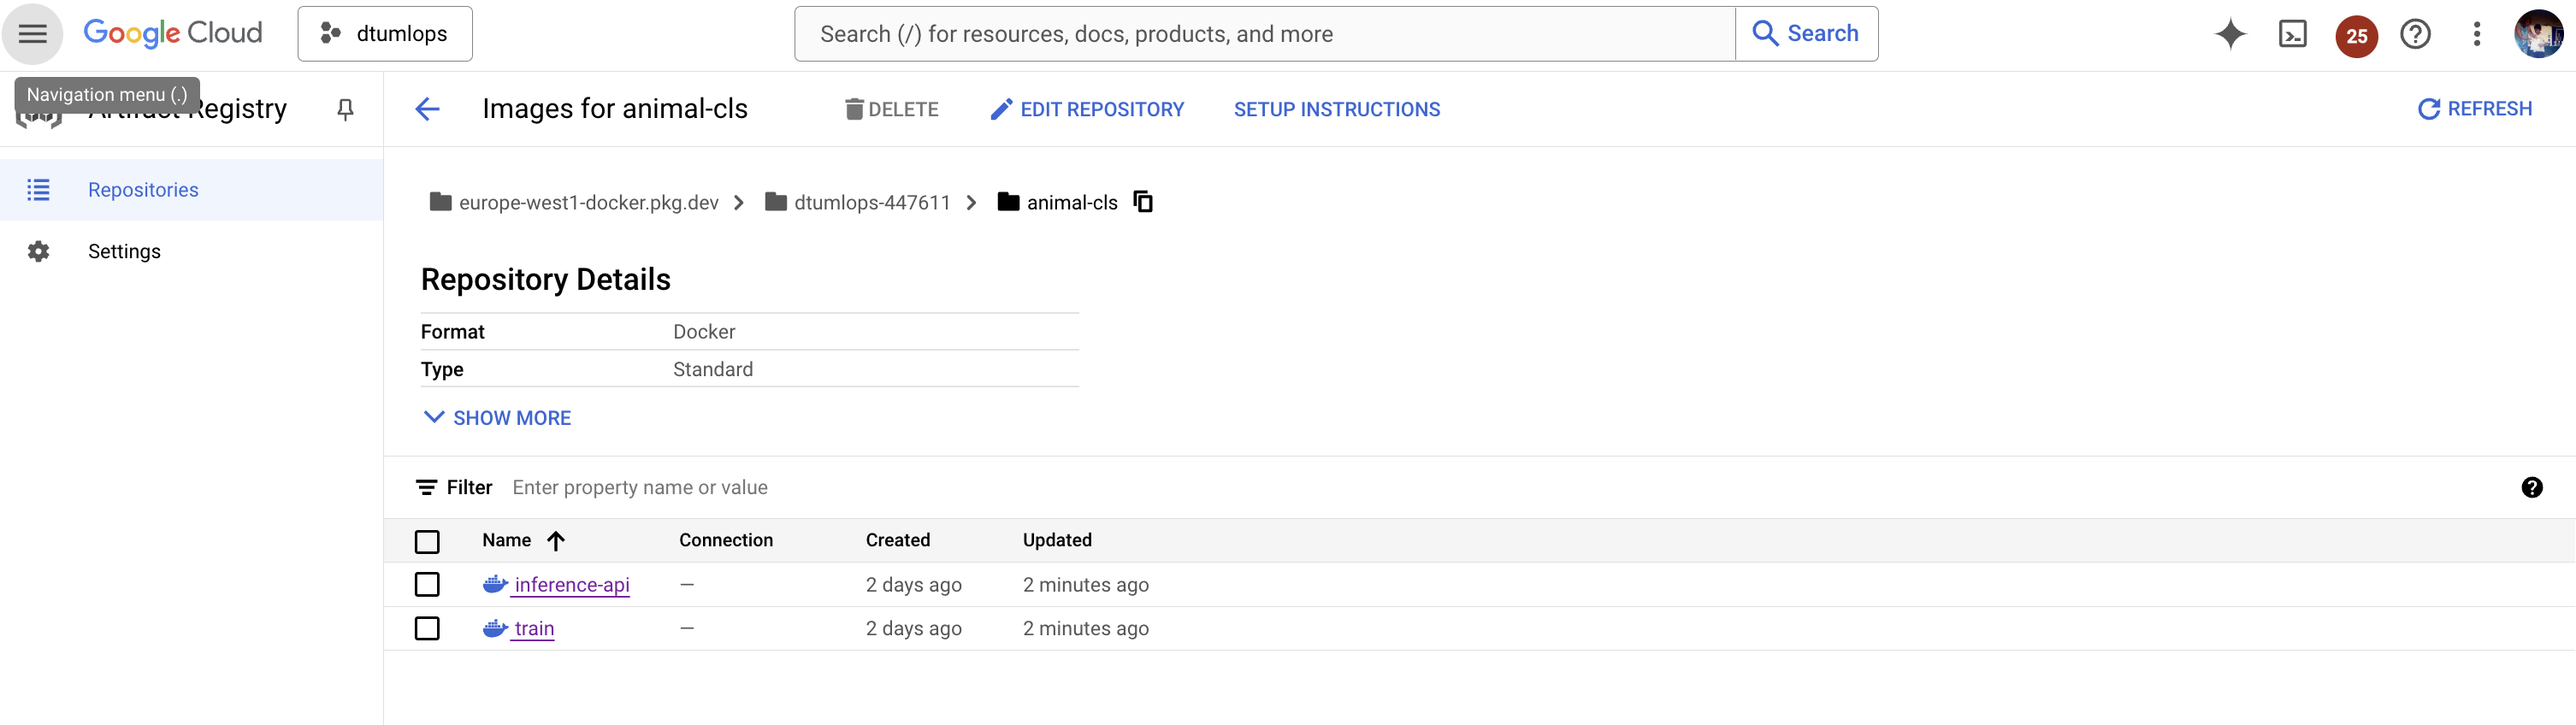 Google Cloud dtumlops Search (/) for resources, docs, products, and more Search 25
Navigation menu (.)
Artifact Registry Images for animal-cls DELETE EDIT REPOSITORY SETUP INSTRUCTIONS REFRESH
Repositories
Settings
europe-west1-docker.pkg.dev dtumlops-447611 animal-cls
Repository Details
Format Docker
Type Standard
SHOW MORE
Filter Enter property name or value
Name Connection Created Updated
inference-api — 2 days ago 2 minutes ago
train — 2 days ago 2 minutes ago